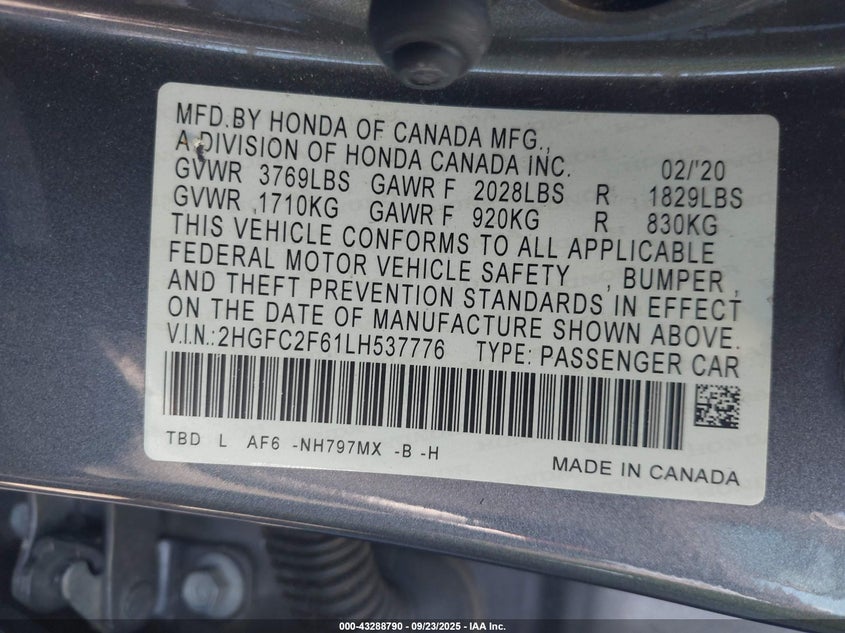 MFD.BY HONDA OF CANADA MFG.,
A DIVISION OF HONDA CANADA INC. 02/'20
GVWR 3769LBS GAWR F 2028LBS R 1829LBS
GVWR 1710KG GAWR F 920KG R 830KG
THIS VEHICLE CONFORMS TO ALL APPLICABLE
FEDERAL MOTOR VEHICLE SAFETY , BUMPER ,
AND THEFT PREVENTION STANDARDS IN EFFECT
ON THE DATE OF MANUFACTURE SHOWN ABOVE.
V.I.N.:2HGFC2F61LH537776 TYPE: PASSENGER CAR
TBD L AF6 -NH797MX -B -H
MADE IN CANADA
000-43288790 - 09/23/2025 - IAA Inc.